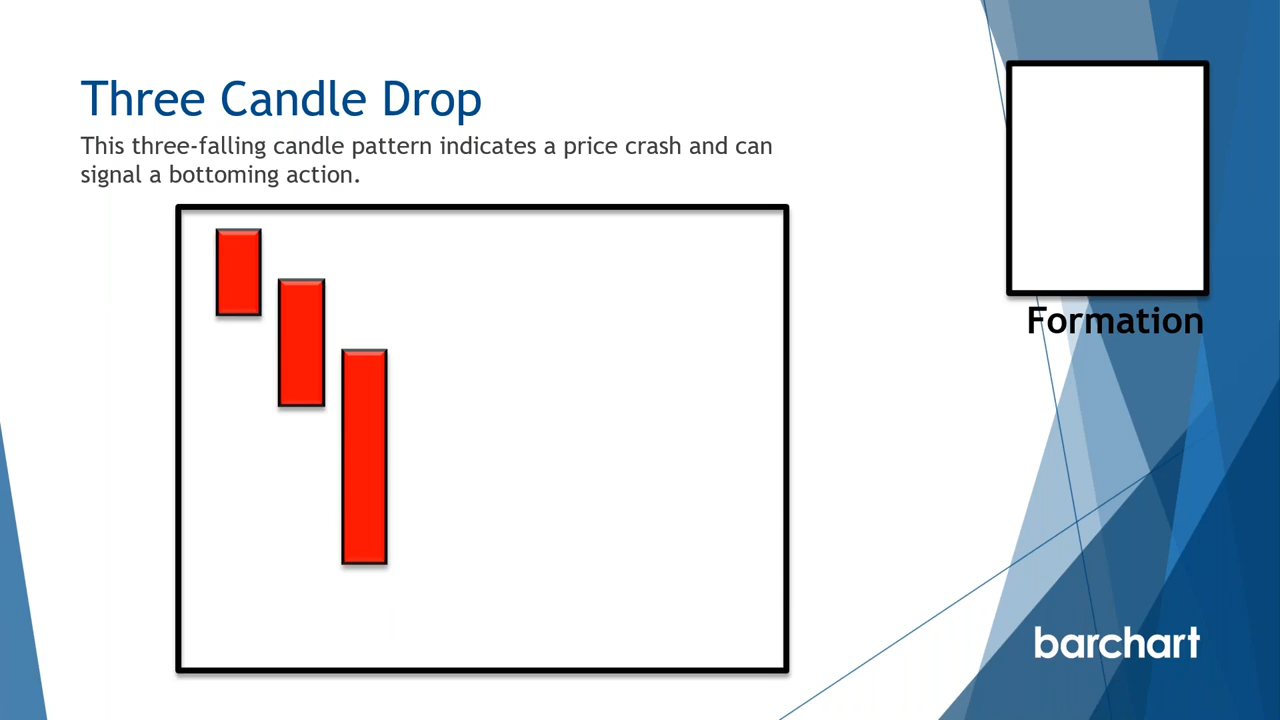 Three Candle Drop
This three-falling candle pattern indicates a price crash and can
signal a bottoming action.
Formation
barchart